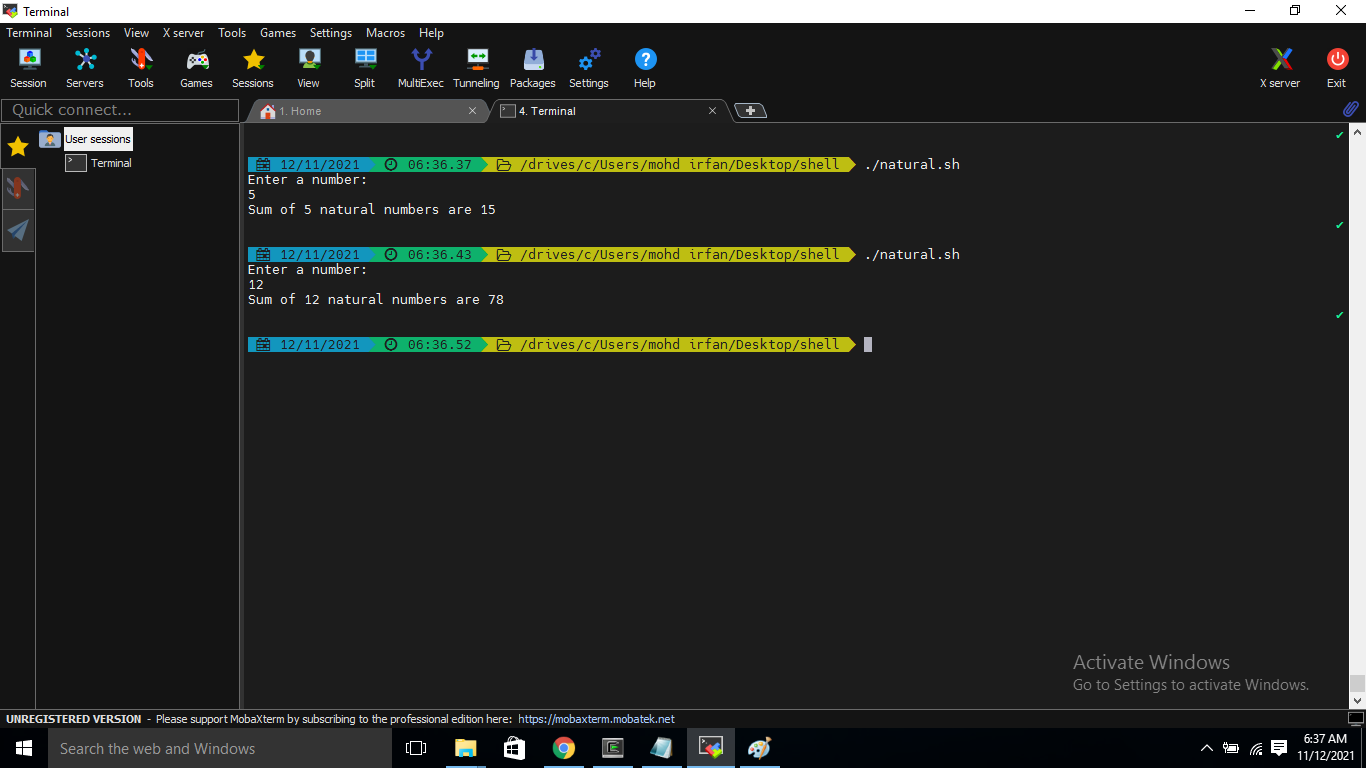 Terminal
Terminal Sessions View X server Tools Games Settings Macros Help
Session Servers Tools Games Sessions View Split MultiExec Tunneling Packages Settings Help X server Exit
Quick connect...
1. Home
4. Terminal
User sessions
Terminal
12/11/2021 06:36.37 /drives/c/Users/mohd irfan/Desktop/shell ./natural.sh
Enter a number:
5
Sum of 5 natural numbers are 15
12/11/2021 06:36.43 /drives/c/Users/mohd irfan/Desktop/shell ./natural.sh
Enter a number:
12
Sum of 12 natural numbers are 78
12/11/2021 06:36.52 /drives/c/Users/mohd irfan/Desktop/shell
Activate Windows
Go to Settings to activate Windows.
UNREGISTERED VERSION - Please support MobaXterm by subscribing to the professional edition here: https://mobaxterm.mobatek.net
Search the web and Windows
6:37 AM
11/12/2021